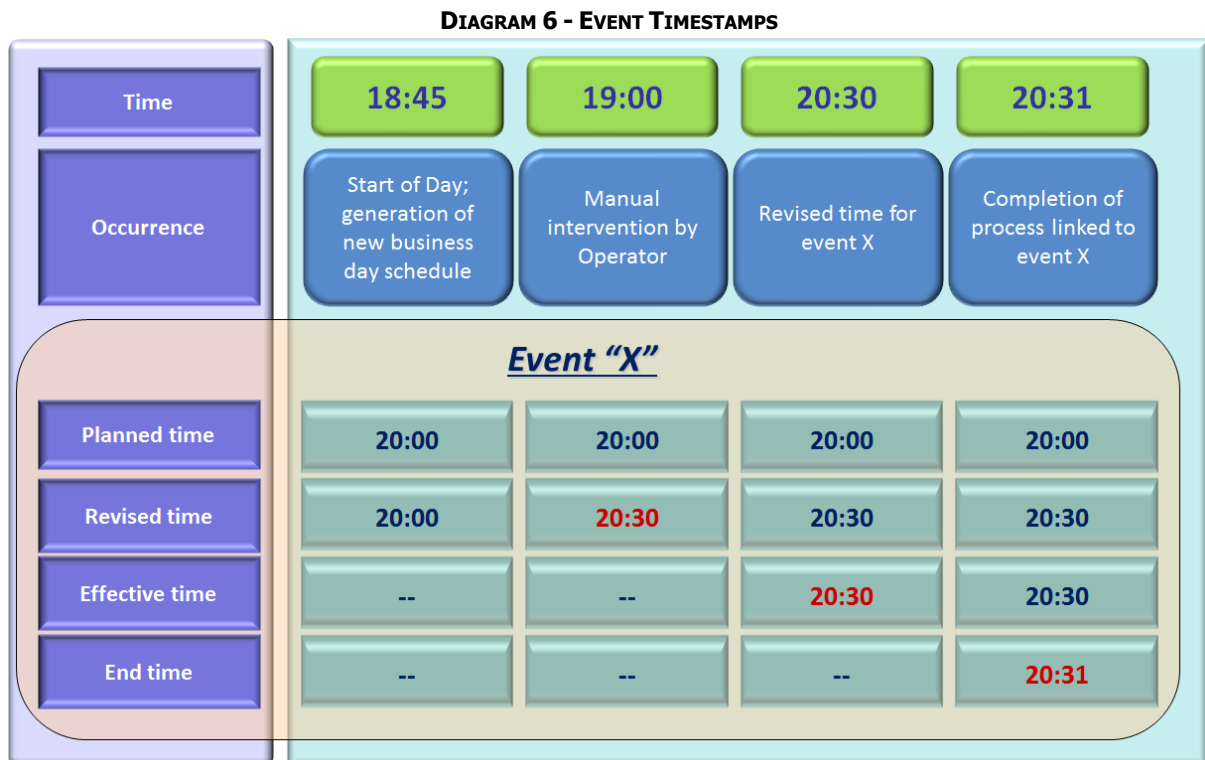 DIAGRAM 6 - EVENT TIMESTAMPS
Time
18:45
19:00
20:30
20:31
Occurrence
Start of Day;
generation of
new business
day schedule
Manual
intervention by
Operator
Revised time for
event X
Completion of
process linked to
event X
Event “X”
Planned time
20:00
20:00
20:00
20:00
Revised time
20:00
20:30
20:30
20:30
Effective time
--
--
20:30
20:30
End time
--
--
--
20:31